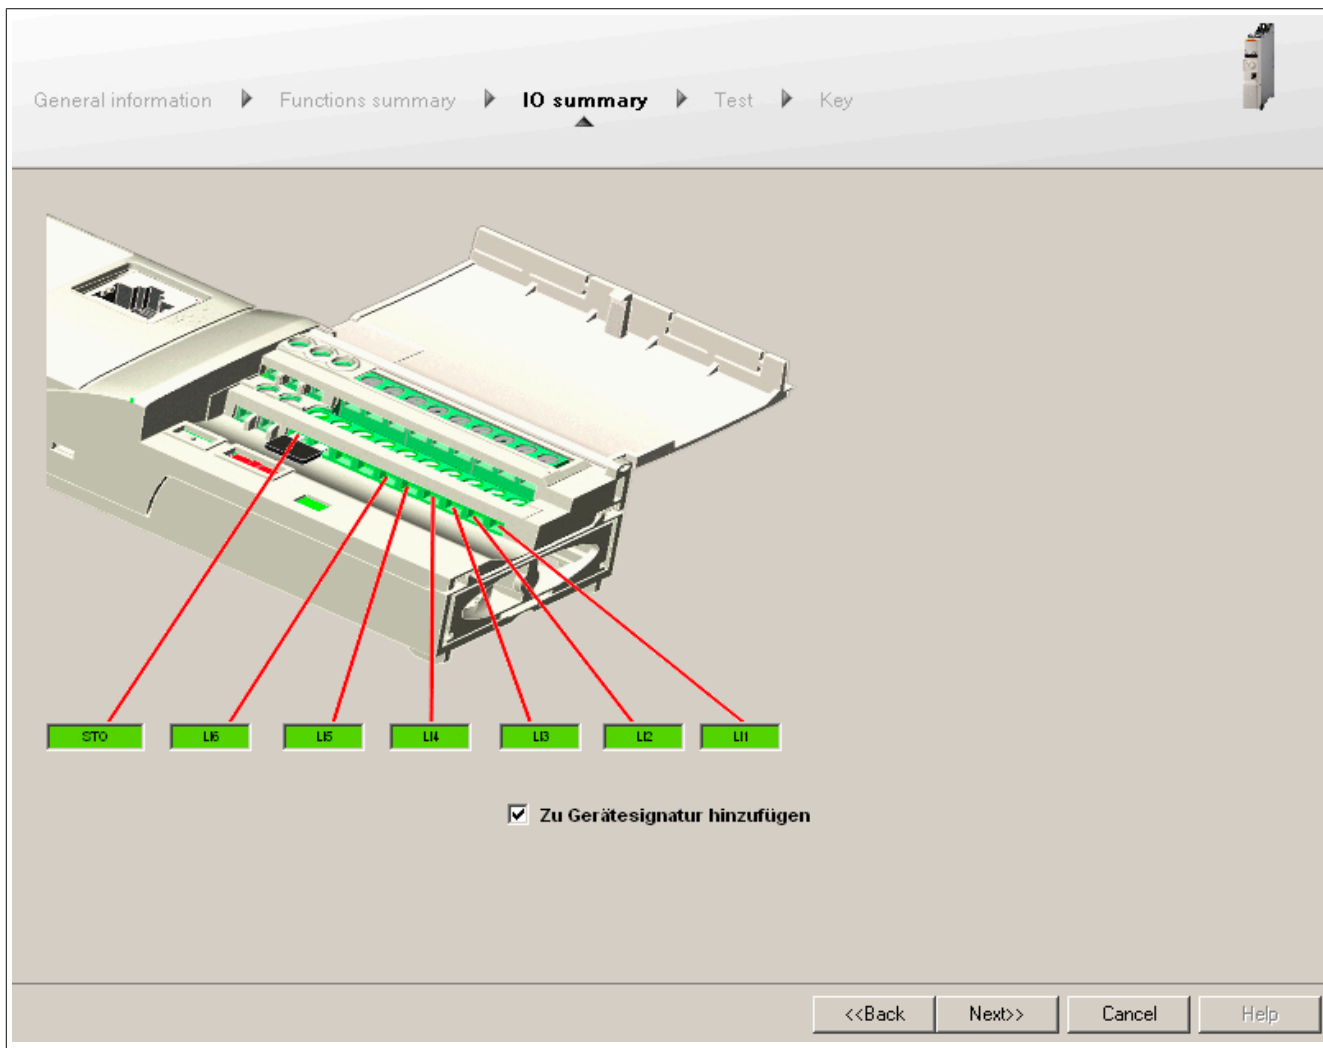 General information Functions summary IO summary Test Key
STO LI6 LI5 LI4 LI3 LI2 LI1
Zu Gerätesignatur hinzufügen
<<Back Next>> Cancel Help